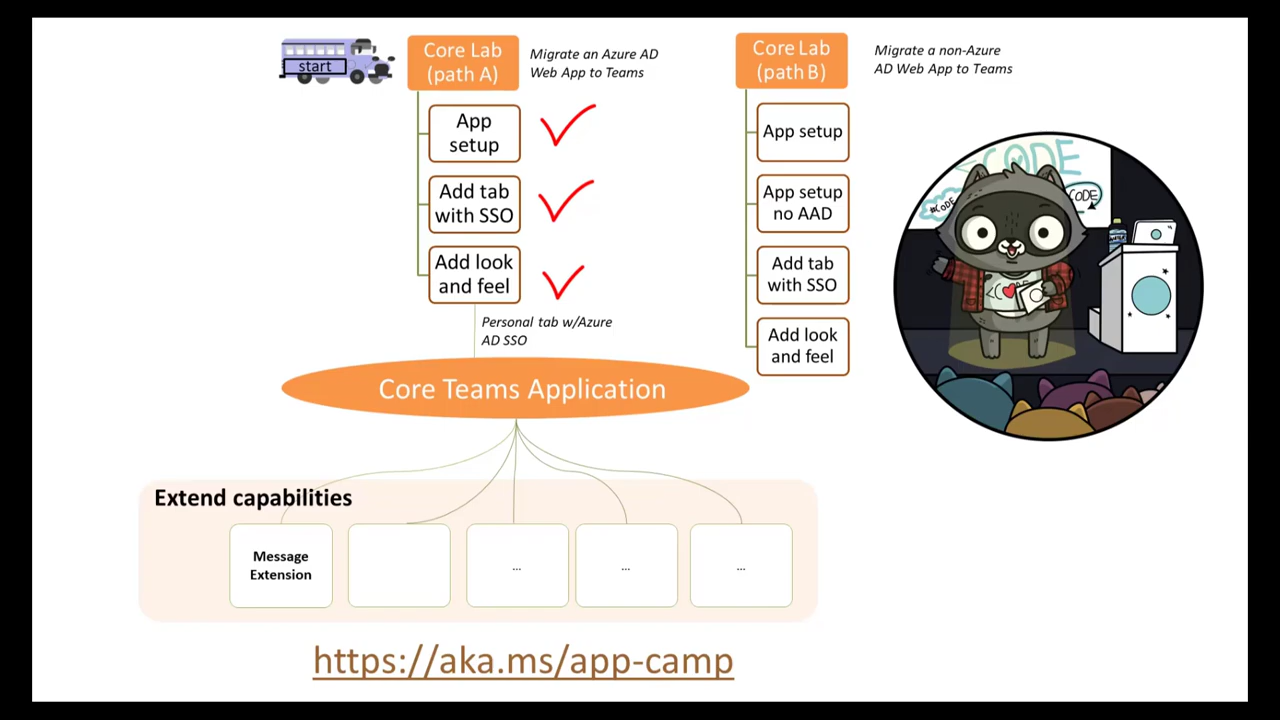 start
Core Lab
(path A)
Migrate an Azure AD
Web App to Teams
App
setup
Add tab
with SSO
Add look
and feel
Personal tab w/Azure
AD SSO
Core Lab
(path B)
Migrate a non-Azure
AD Web App to Teams
App setup
App setup
no AAD
Add tab
with SSO
Add look
and feel
CODE
#CODE
CODE
Core Teams Application
Extend capabilities
Message
Extension
...
...
...
https://aka.ms/app-camp